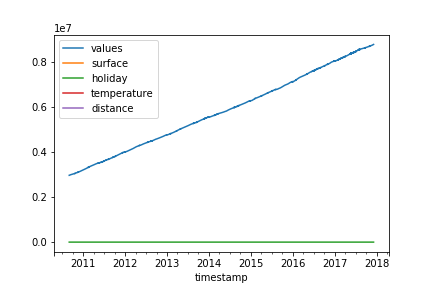 1e7
values
surface
holiday
temperature
distance
0.8
0.6
0.4
0.2
0.0
2011 2012 2013 2014 2015 2016 2017 2018
timestamp